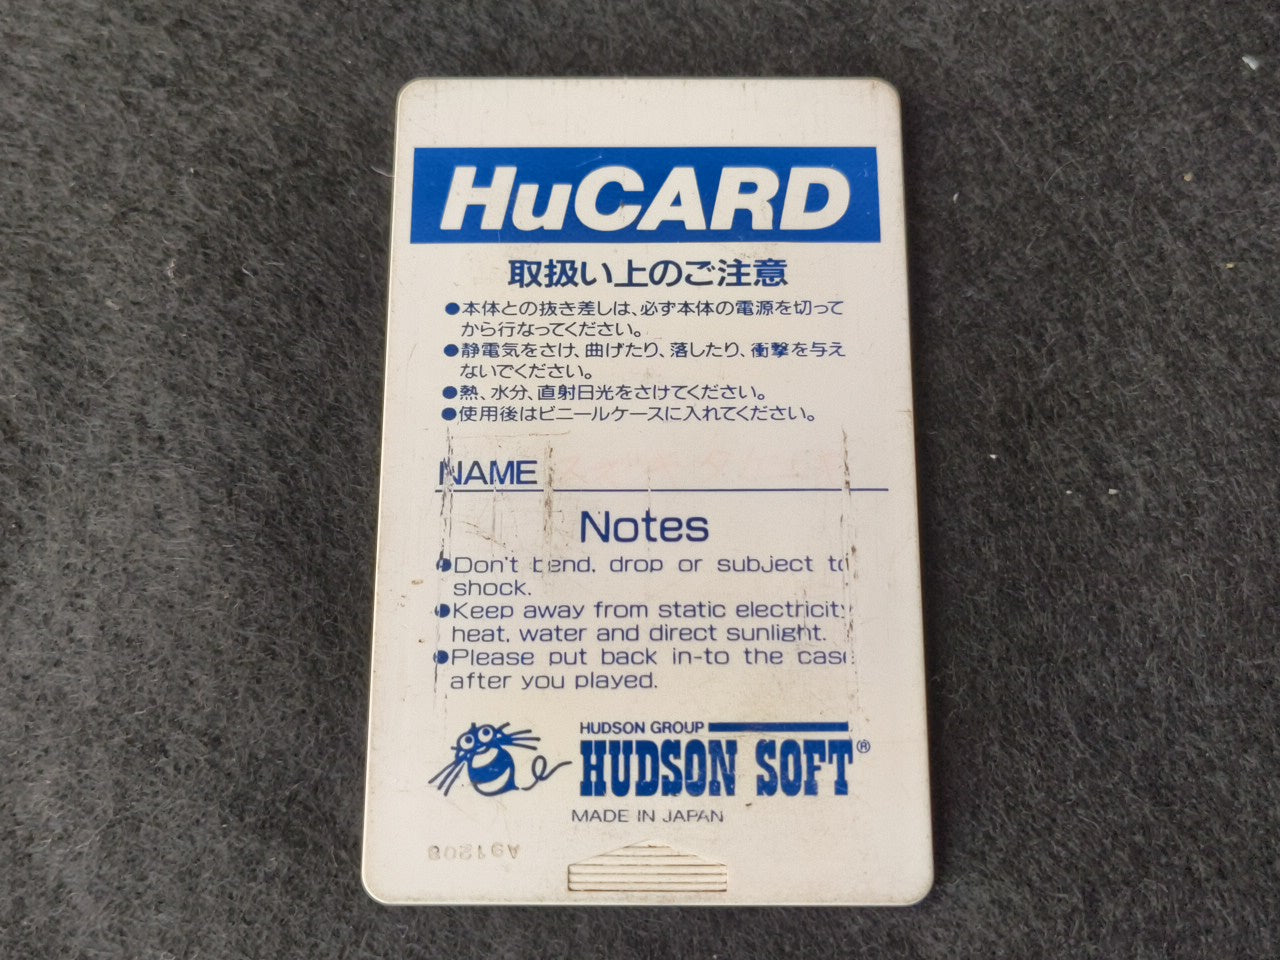 HuCARD
取扱い上のご注意
●本体との抜き差しは、必ず本体の電源を切って
から行なってください。
●静電気をさけ、曲げたり、落したり、衝撃を与え
ないでください。
●熱、水分、直射日光をさけてください。
●使用後はビニールケースに入れてください。
NAME
Notes
●Don't bend, drop or subject to
shock.
●Keep away from static electricity
heat, water and direct sunlight.
●Please put back in-to the case
after you played.
HUDSON GROUP
HUDSON SOFT®
MADE IN JAPAN